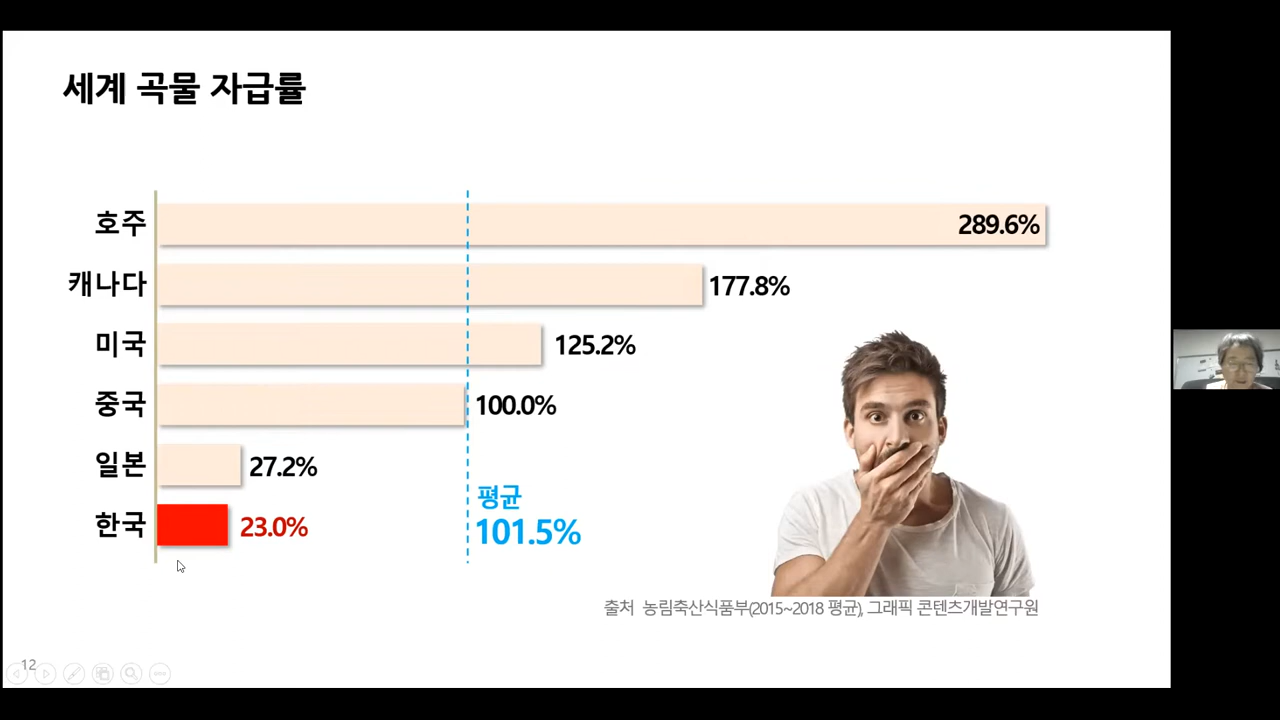 세계 곡물 자급률
호주 289.6%
캐나다 177.8%
미국 125.2%
중국 100.0%
일본 27.2%
한국 23.0%
평균
101.5%
출처 농림축산식품부(2015~2018 평균), 그래픽 콘텐츠개발연구원
12